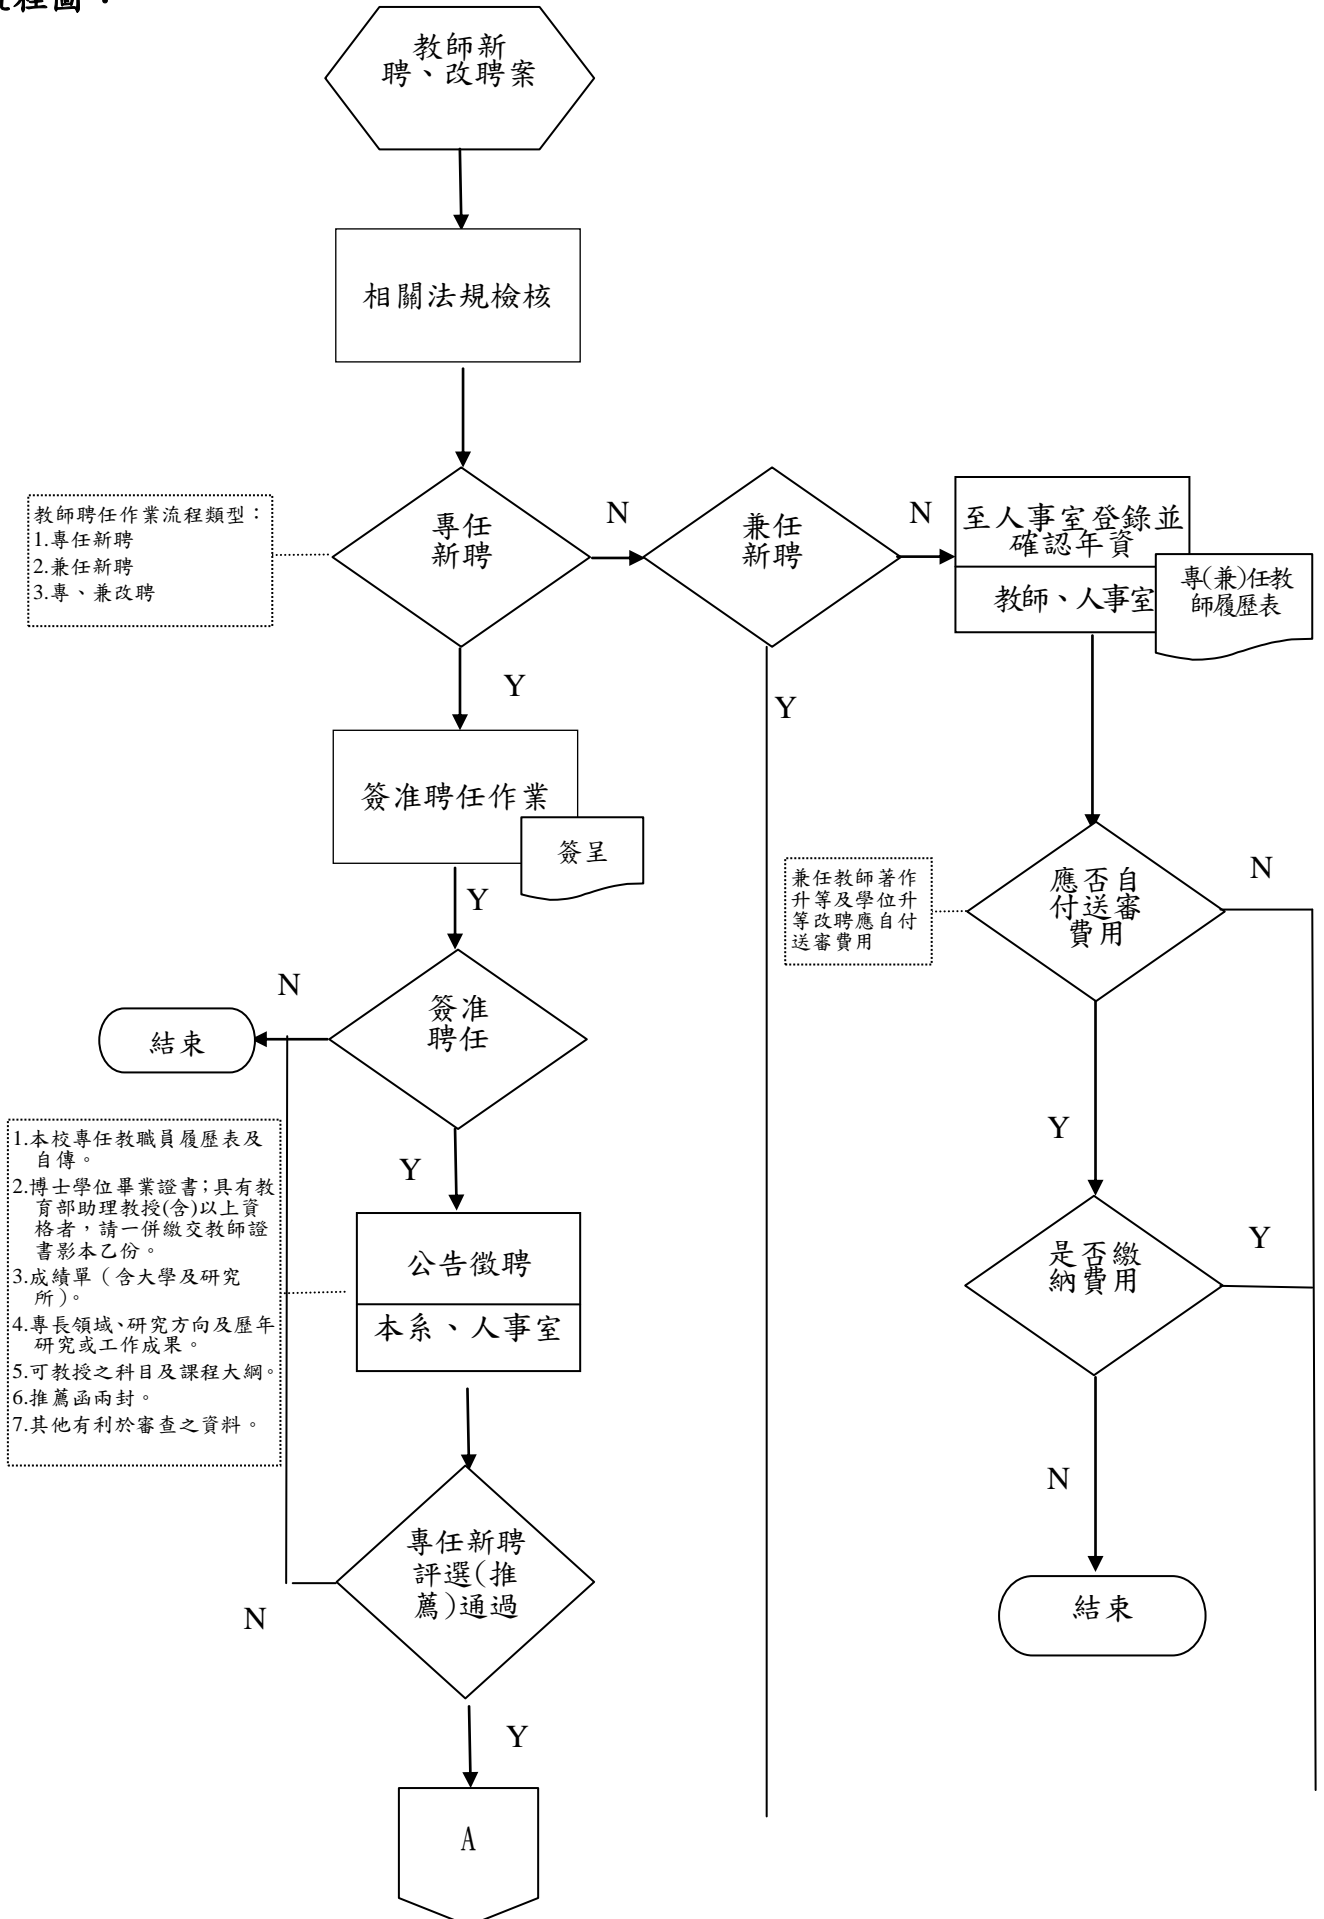 程圖：
教師新
聘、改聘案
相關法規檢核
教師聘任作業流程類型：
1.專任新聘
2.兼任新聘
3.專、兼改聘
專任
新聘
N
兼任
新聘
N
至人事室登錄並
確認年資
教師、人事室
專(兼)任教
師履歷表
Y
Y
簽准聘任作業
簽呈
Y
兼任教師著作
升等及學位升
等改聘應自付
送審費用
應否自
付送審
費用
N
N
簽准
聘任
結束
Y
1.本校專任教職員履歷表及
自傳。
2.博士學位畢業證書;具有教
育部助理教授(含)以上資
格者，請一併繳交教師證
書影本乙份。
3.成績單（含大學及研究
所）。
4.專長領域、研究方向及歷年
研究或工作成果。
5.可教授之科目及課程大綱。
6.推薦函兩封。
7.其他有利於審查之資料。
公告徵聘
本系、人事室
Y
是否繳
納費用
Y
N
專任新聘
評選(推
薦)通過
N
結束
Y
A